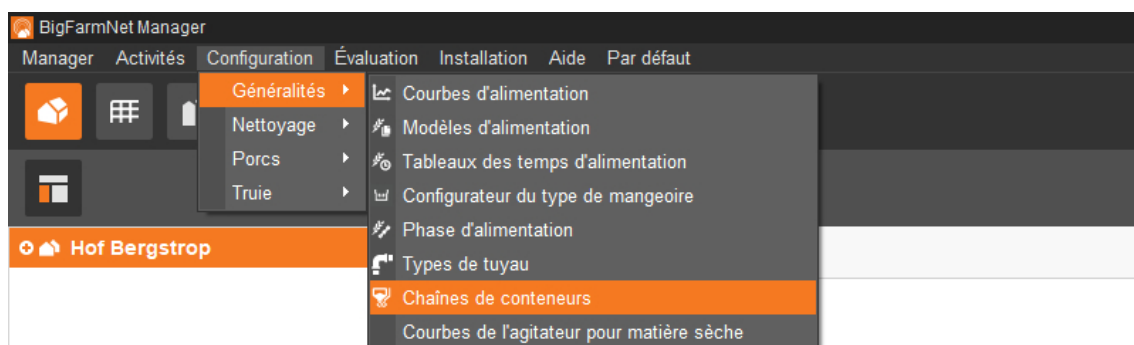 BigFarmNet Manager
Manager Activités Configuration Évaluation Installation Aide Par défaut
Généralités
Nettoyage
Porcs
Truie
Courbes d'alimentation
Modèles d'alimentation
Tableaux des temps d'alimentation
Configurateur du type de mangeoire
Phase d'alimentation
Types de tuyau
Chaînes de conteneurs
Courbes de l'agitateur pour matière sèche
Hof Bergstrop